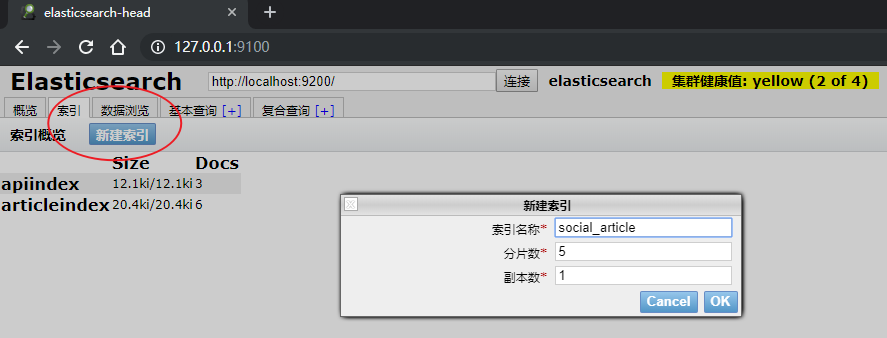 elasticsearch-head
127.0.0.1:9100
Elasticsearch http://localhost:9200/ 连接 elasticsearch 集群健康值: yellow (2 of 4)
概览 索引 数据浏览 基本查询 [+] 复合查询 [+]
索引概览 新建索引
Size Docs
apiindex 12.1ki/12.1ki 3
articleindex 20.4ki/20.4ki 6
新建索引
索引名称* social_article
分片数* 5
副本数* 1
Cancel OK